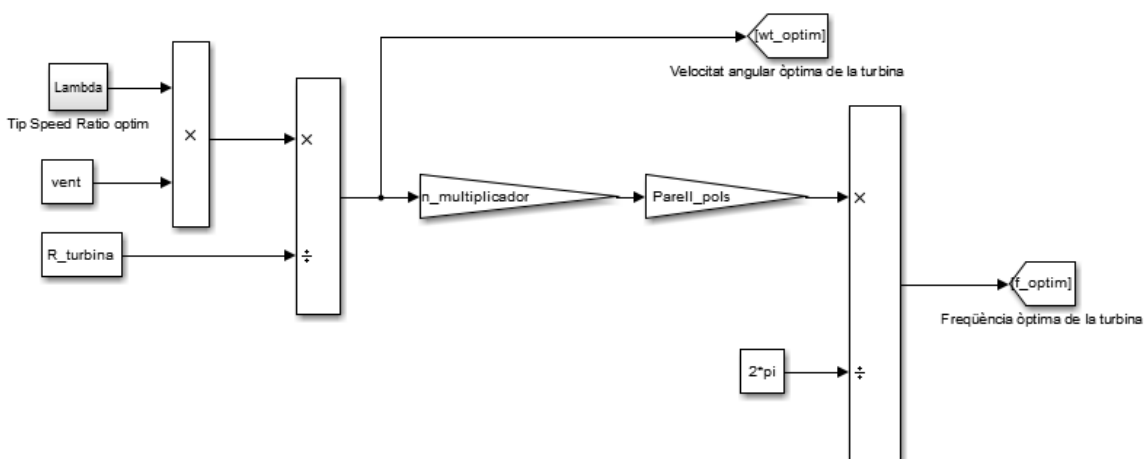 [wt_optim]
Velocitat angular òptima de la turbina
Lambda
Tip Speed Ratio optim
×
×
vent
n_multiplicador
Parell_pols
×
R_turbina
÷
[f_optim]
Freqüència òptima de la turbina
2*pi
÷